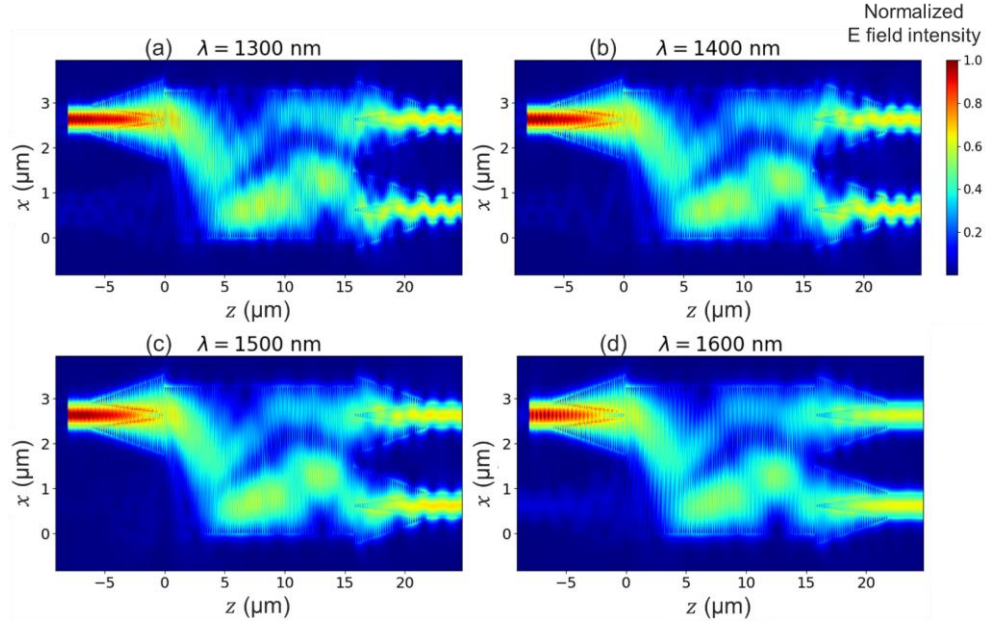 Normalized
E field intensity
(a) λ = 1300 nm
(b) λ = 1400 nm
1.0
0.8
0.6
0.4
0.2
x (μm)
3
2
1
0
−5 0 5 10 15 20
z (μm)
x (μm)
3
2
1
0
−5 0 5 10 15 20
z (μm)
(c) λ = 1500 nm
(d) λ = 1600 nm
x (μm)
3
2
1
0
−5 0 5 10 15 20
z (μm)
x (μm)
3
2
1
0
−5 0 5 10 15 20
z (μm)